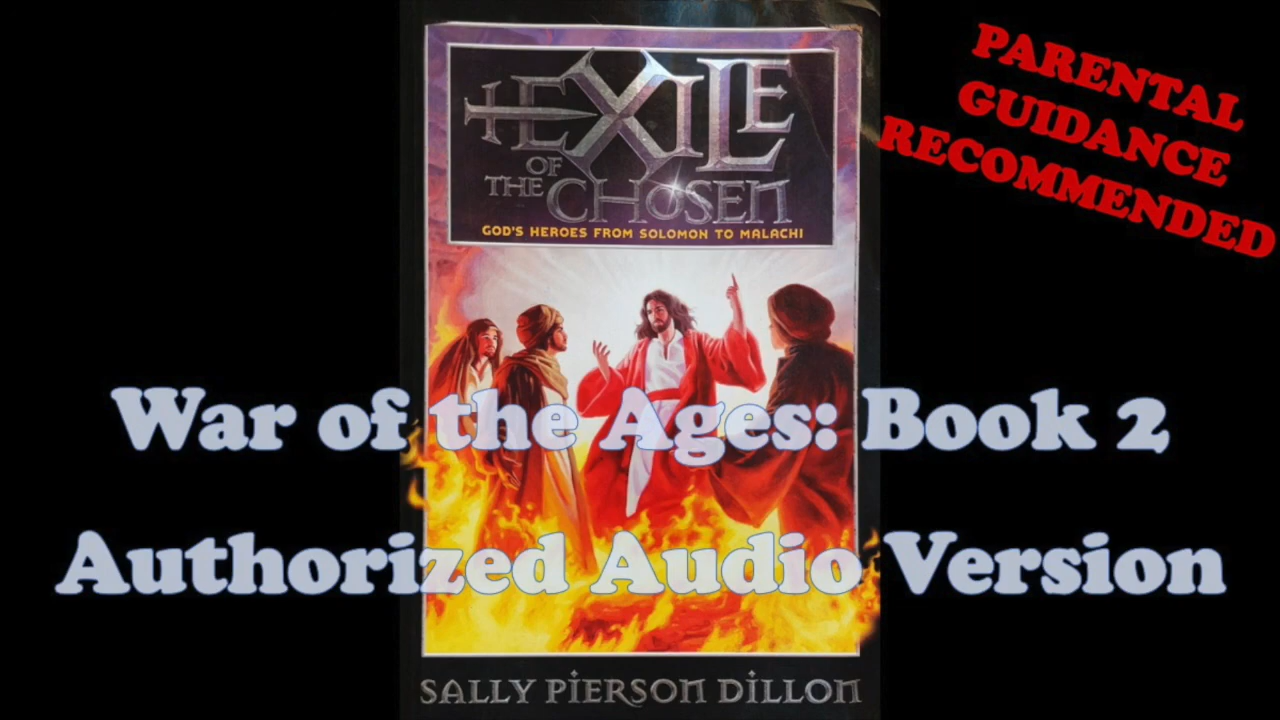 EXILE
OF
THE CHOSEN
GOD'S HEROES FROM SOLOMON TO MALACHI
PARENTAL
GUIDANCE
RECOMMENDED
War of the Ages: Book 2
Authorized Audio Version
SALLY PIERSON DILLON